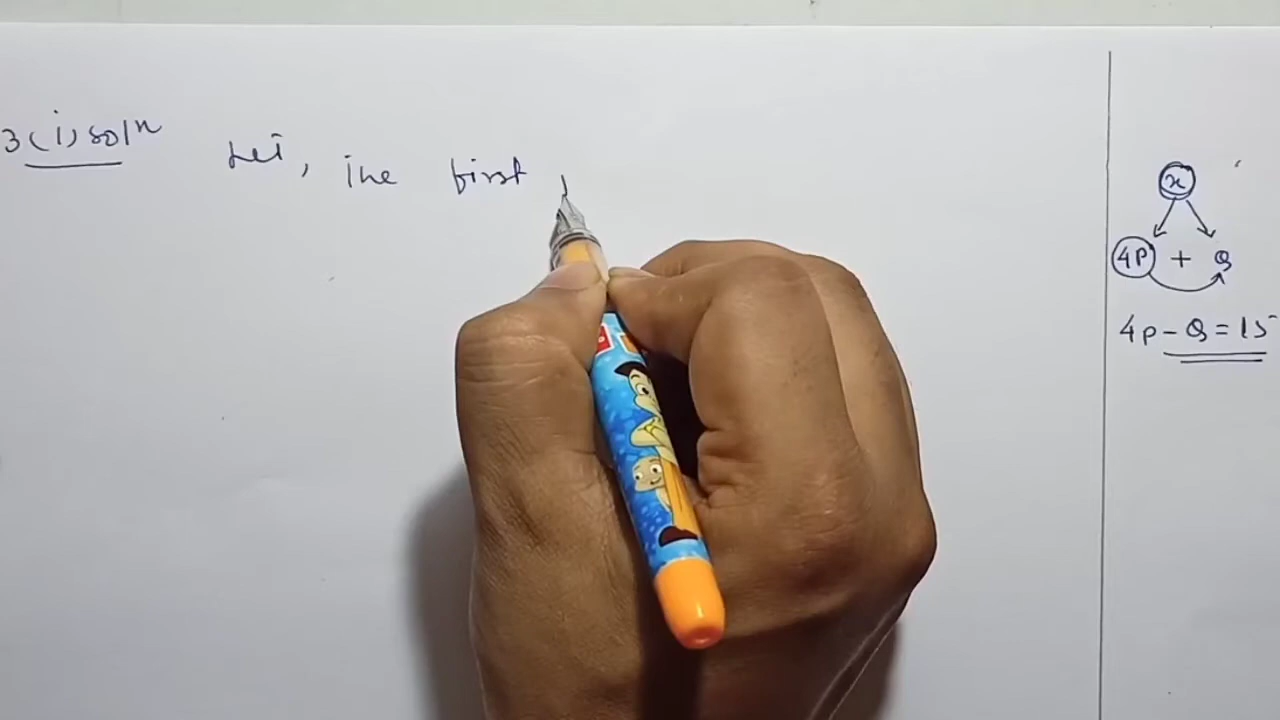 3(i) solⁿ
Let, the first
x
4P + Q
4P - Q = 15